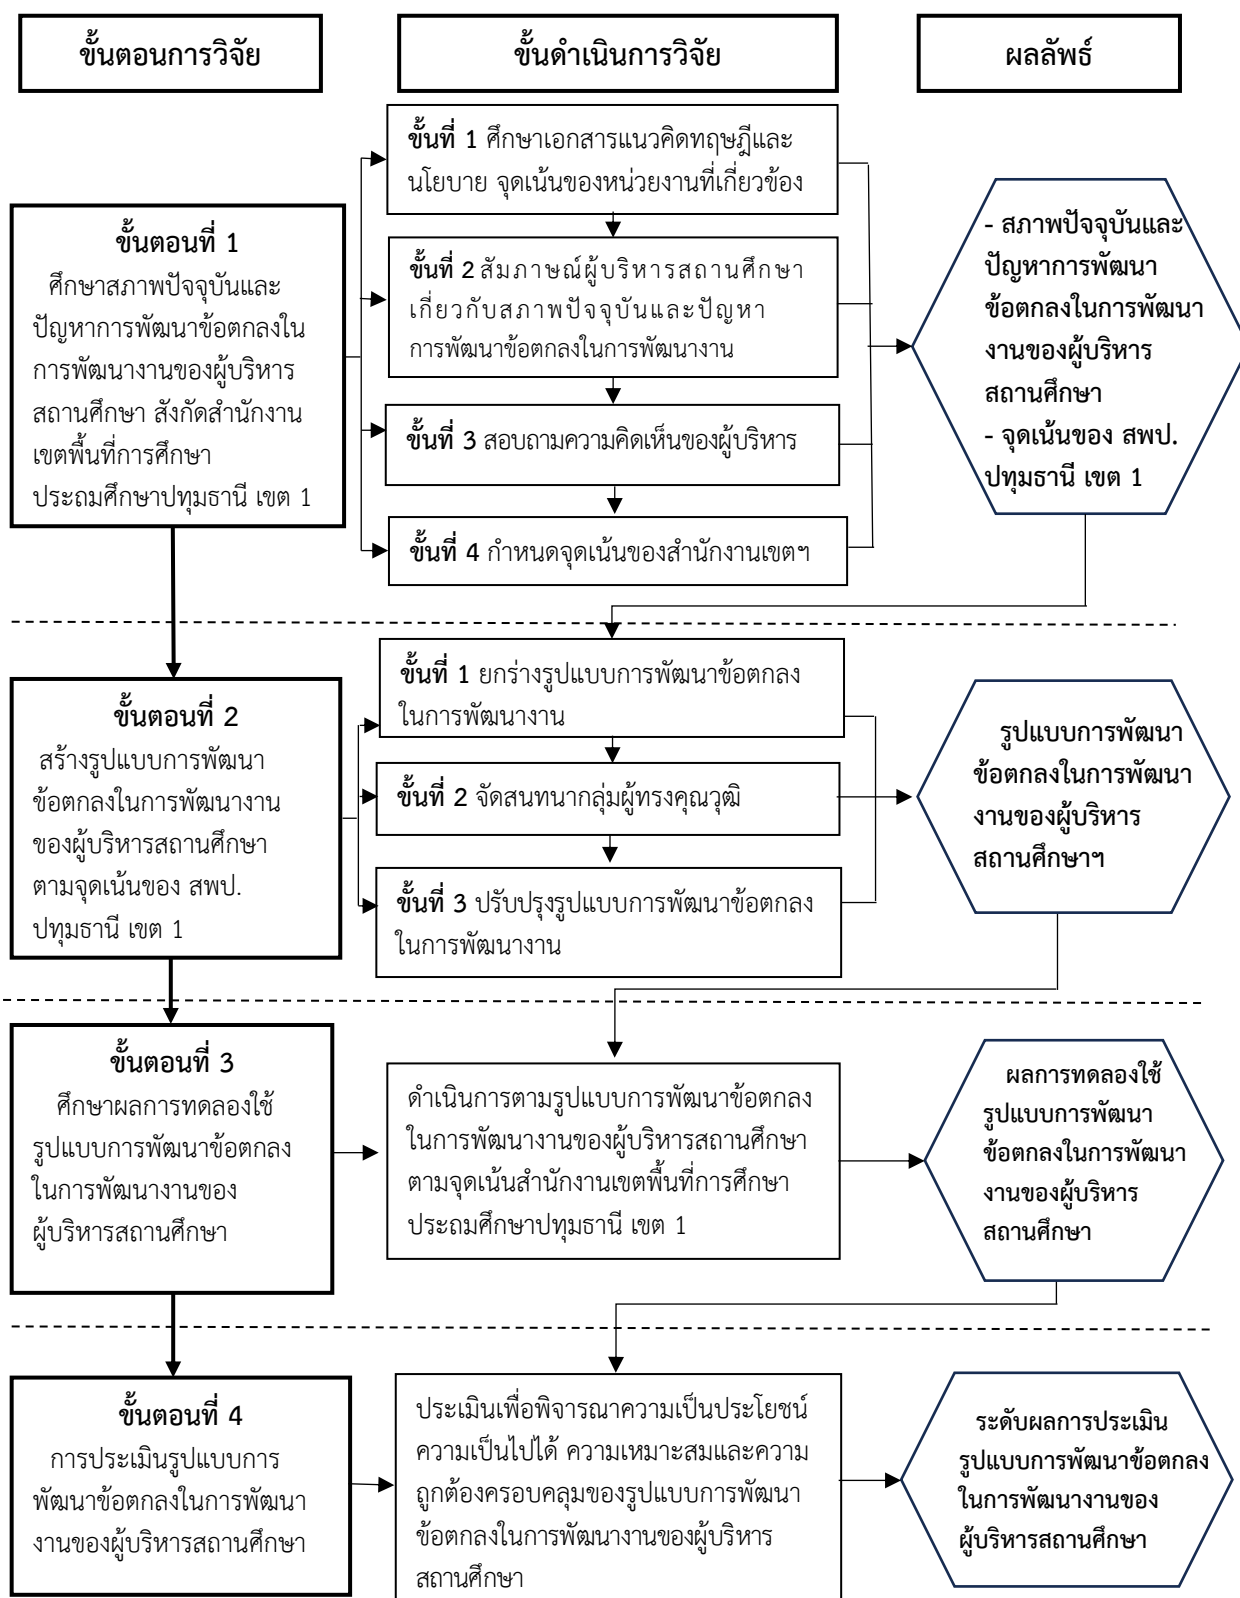 ขั้นตอนการวิจัย
ขั้นดำเนินการวิจัย
ผลลัพธ์
ขั้นตอนที่ 1
ศึกษาสภาพปัจจุบันและ
ปัญหาการพัฒนาข้อตกลงใน
การพัฒนางานของผู้บริหาร
สถานศึกษา สังกัดสำนักงาน
เขตพื้นที่การศึกษา
ประถมศึกษาปทุมธานี เขต 1
ขั้นที่ 1 ศึกษาเอกสารแนวคิดทฤษฎีและ
นโยบาย จุดเน้นของหน่วยงานที่เกี่ยวข้อง
ขั้นที่ 2 สัมภาษณ์ผู้บริหารสถานศึกษา
เกี่ยวกับสภาพปัจจุบันและปัญหา
การพัฒนาข้อตกลงในการพัฒนางาน
ขั้นที่ 3 สอบถามความคิดเห็นของผู้บริหาร
ขั้นที่ 4 กำหนดจุดเน้นของสำนักงานเขตฯ
- สภาพปัจจุบันและ
ปัญหาการพัฒนา
ข้อตกลงในการพัฒนา
งานของผู้บริหาร
สถานศึกษา
- จุดเน้นของ สพป.
ปทุมธานี เขต 1
ขั้นตอนที่ 2
สร้างรูปแบบการพัฒนา
ข้อตกลงในการพัฒนางาน
ของผู้บริหารสถานศึกษา
ตามจุดเน้นของ สพป.
ปทุมธานี เขต 1
ขั้นที่ 1 ยกร่างรูปแบบการพัฒนาข้อตกลง
ในการพัฒนางาน
ขั้นที่ 2 จัดสนทนากลุ่มผู้ทรงคุณวุฒิ
ขั้นที่ 3 ปรับปรุงรูปแบบการพัฒนาข้อตกลง
ในการพัฒนางาน
รูปแบบการพัฒนา
ข้อตกลงในการพัฒนา
งานของผู้บริหาร
สถานศึกษาฯ
ขั้นตอนที่ 3
ศึกษาผลการทดลองใช้
รูปแบบการพัฒนาข้อตกลง
ในการพัฒนางานของ
ผู้บริหารสถานศึกษา
ดำเนินการตามรูปแบบการพัฒนาข้อตกลง
ในการพัฒนางานของผู้บริหารสถานศึกษา
ตามจุดเน้นสำนักงานเขตพื้นที่การศึกษา
ประถมศึกษาปทุมธานี เขต 1
ผลการทดลองใช้
รูปแบบการพัฒนา
ข้อตกลงในการพัฒนา
งานของผู้บริหาร
สถานศึกษา
ขั้นตอนที่ 4
การประเมินรูปแบบการ
พัฒนาข้อตกลงในการพัฒนา
งานของผู้บริหารสถานศึกษา
ประเมินเพื่อพิจารณาความเป็นประโยชน์
ความเป็นไปได้ ความเหมาะสมและความ
ถูกต้องครอบคลุมของรูปแบบการพัฒนา
ข้อตกลงในการพัฒนางานของผู้บริหาร
สถานศึกษา
ระดับผลการประเมิน
รูปแบบการพัฒนาข้อตกลง
ในการพัฒนางานของ
ผู้บริหารสถานศึกษา